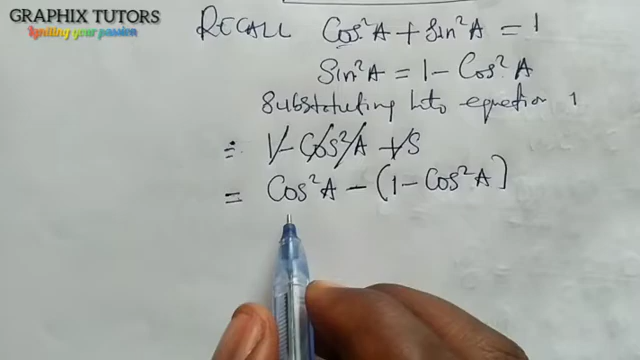 GRAPHIX TUTORS
Igniting your passion
RECALL Cos²A + Sin²A = 1
Sin²A = 1 - Cos²A
Substituting into equation 1
∴ 1 - Cos²A + S
= Cos²A - (1 - Cos²A)